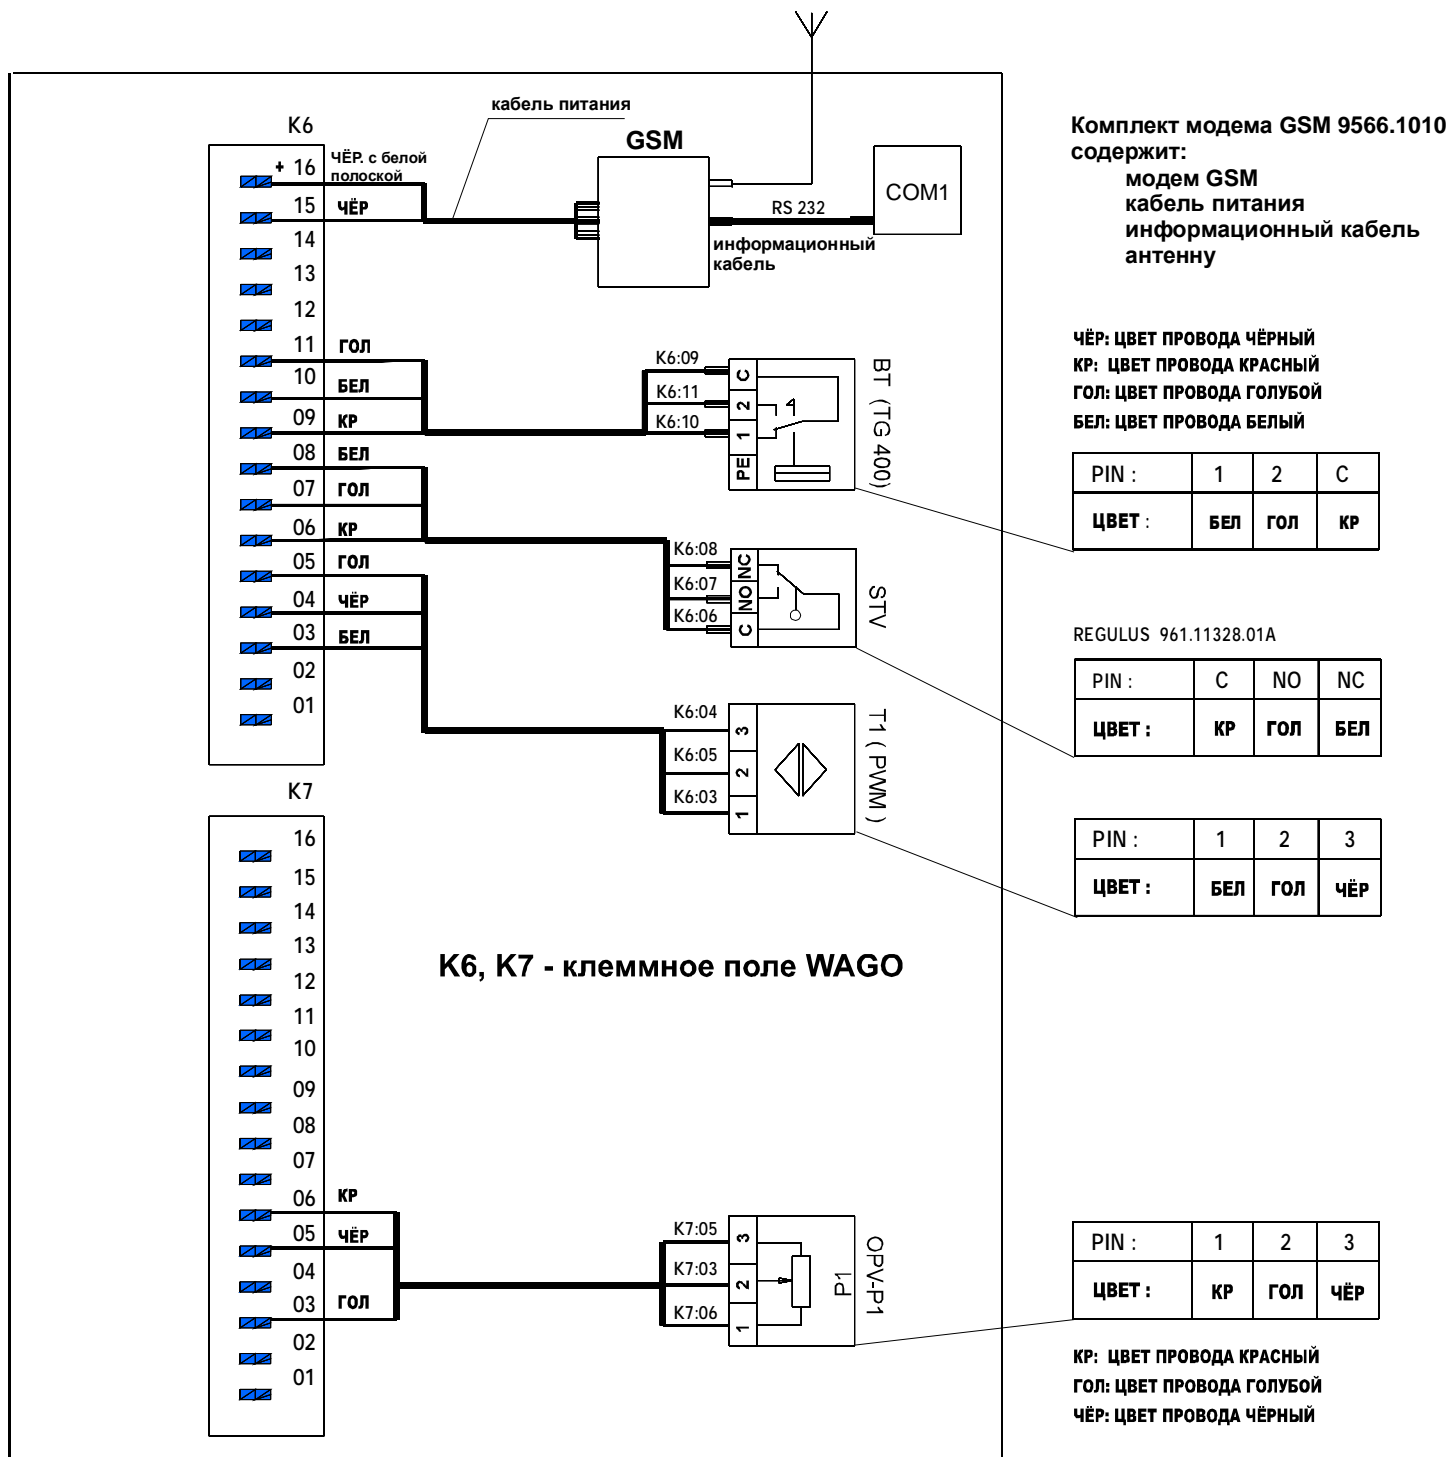 кабель питания
K6
GSM
+ 16
ЧЁР. с белой
полоской
15
ЧЁР
14
13
12
11
ГОЛ
10
БЕЛ
09
КР
08
БЕЛ
07
ГОЛ
06
КР
05
ГОЛ
04
ЧЁР
03
БЕЛ
02
01
RS 232
COM1
информационный
кабель
K6:09
K6:11
K6:10
C
2
1
PE
BT (TG 400)
K6:08
K6:07
K6:06
NC
NO
C
STV
K6:04
K6:05
K6:03
3
2
1
T1 ( PWM )
K7
16
15
14
13
12
11
10
09
08
07
06
КР
05
ЧЁР
04
03
ГОЛ
02
01
K6, K7 - клеммное поле WAGO
K7:05
K7:03
K7:06
3
2
1
P1
OPV-P1
Комплект модема GSM 9566.1010
содержит:
модем GSM
кабель питания
информационный кабель
антенну
ЧЁР: ЦВЕТ ПРОВОДА ЧЁРНЫЙ
КР: ЦВЕТ ПРОВОДА КРАСНЫЙ
ГОЛ: ЦВЕТ ПРОВОДА ГОЛУБОЙ
БЕЛ: ЦВЕТ ПРОВОДА БЕЛЫЙ
PIN : 1 2 C
ЦВЕТ : БЕЛ ГОЛ КР
REGULUS 961.11328.01A
PIN : C NO NC
ЦВЕТ : КР ГОЛ БЕЛ
PIN : 1 2 3
ЦВЕТ : БЕЛ ГОЛ ЧЁР
PIN : 1 2 3
ЦВЕТ : КР ГОЛ ЧЁР
КР: ЦВЕТ ПРОВОДА КРАСНЫЙ
ГОЛ: ЦВЕТ ПРОВОДА ГОЛУБОЙ
ЧЁР: ЦВЕТ ПРОВОДА ЧЁРНЫЙ